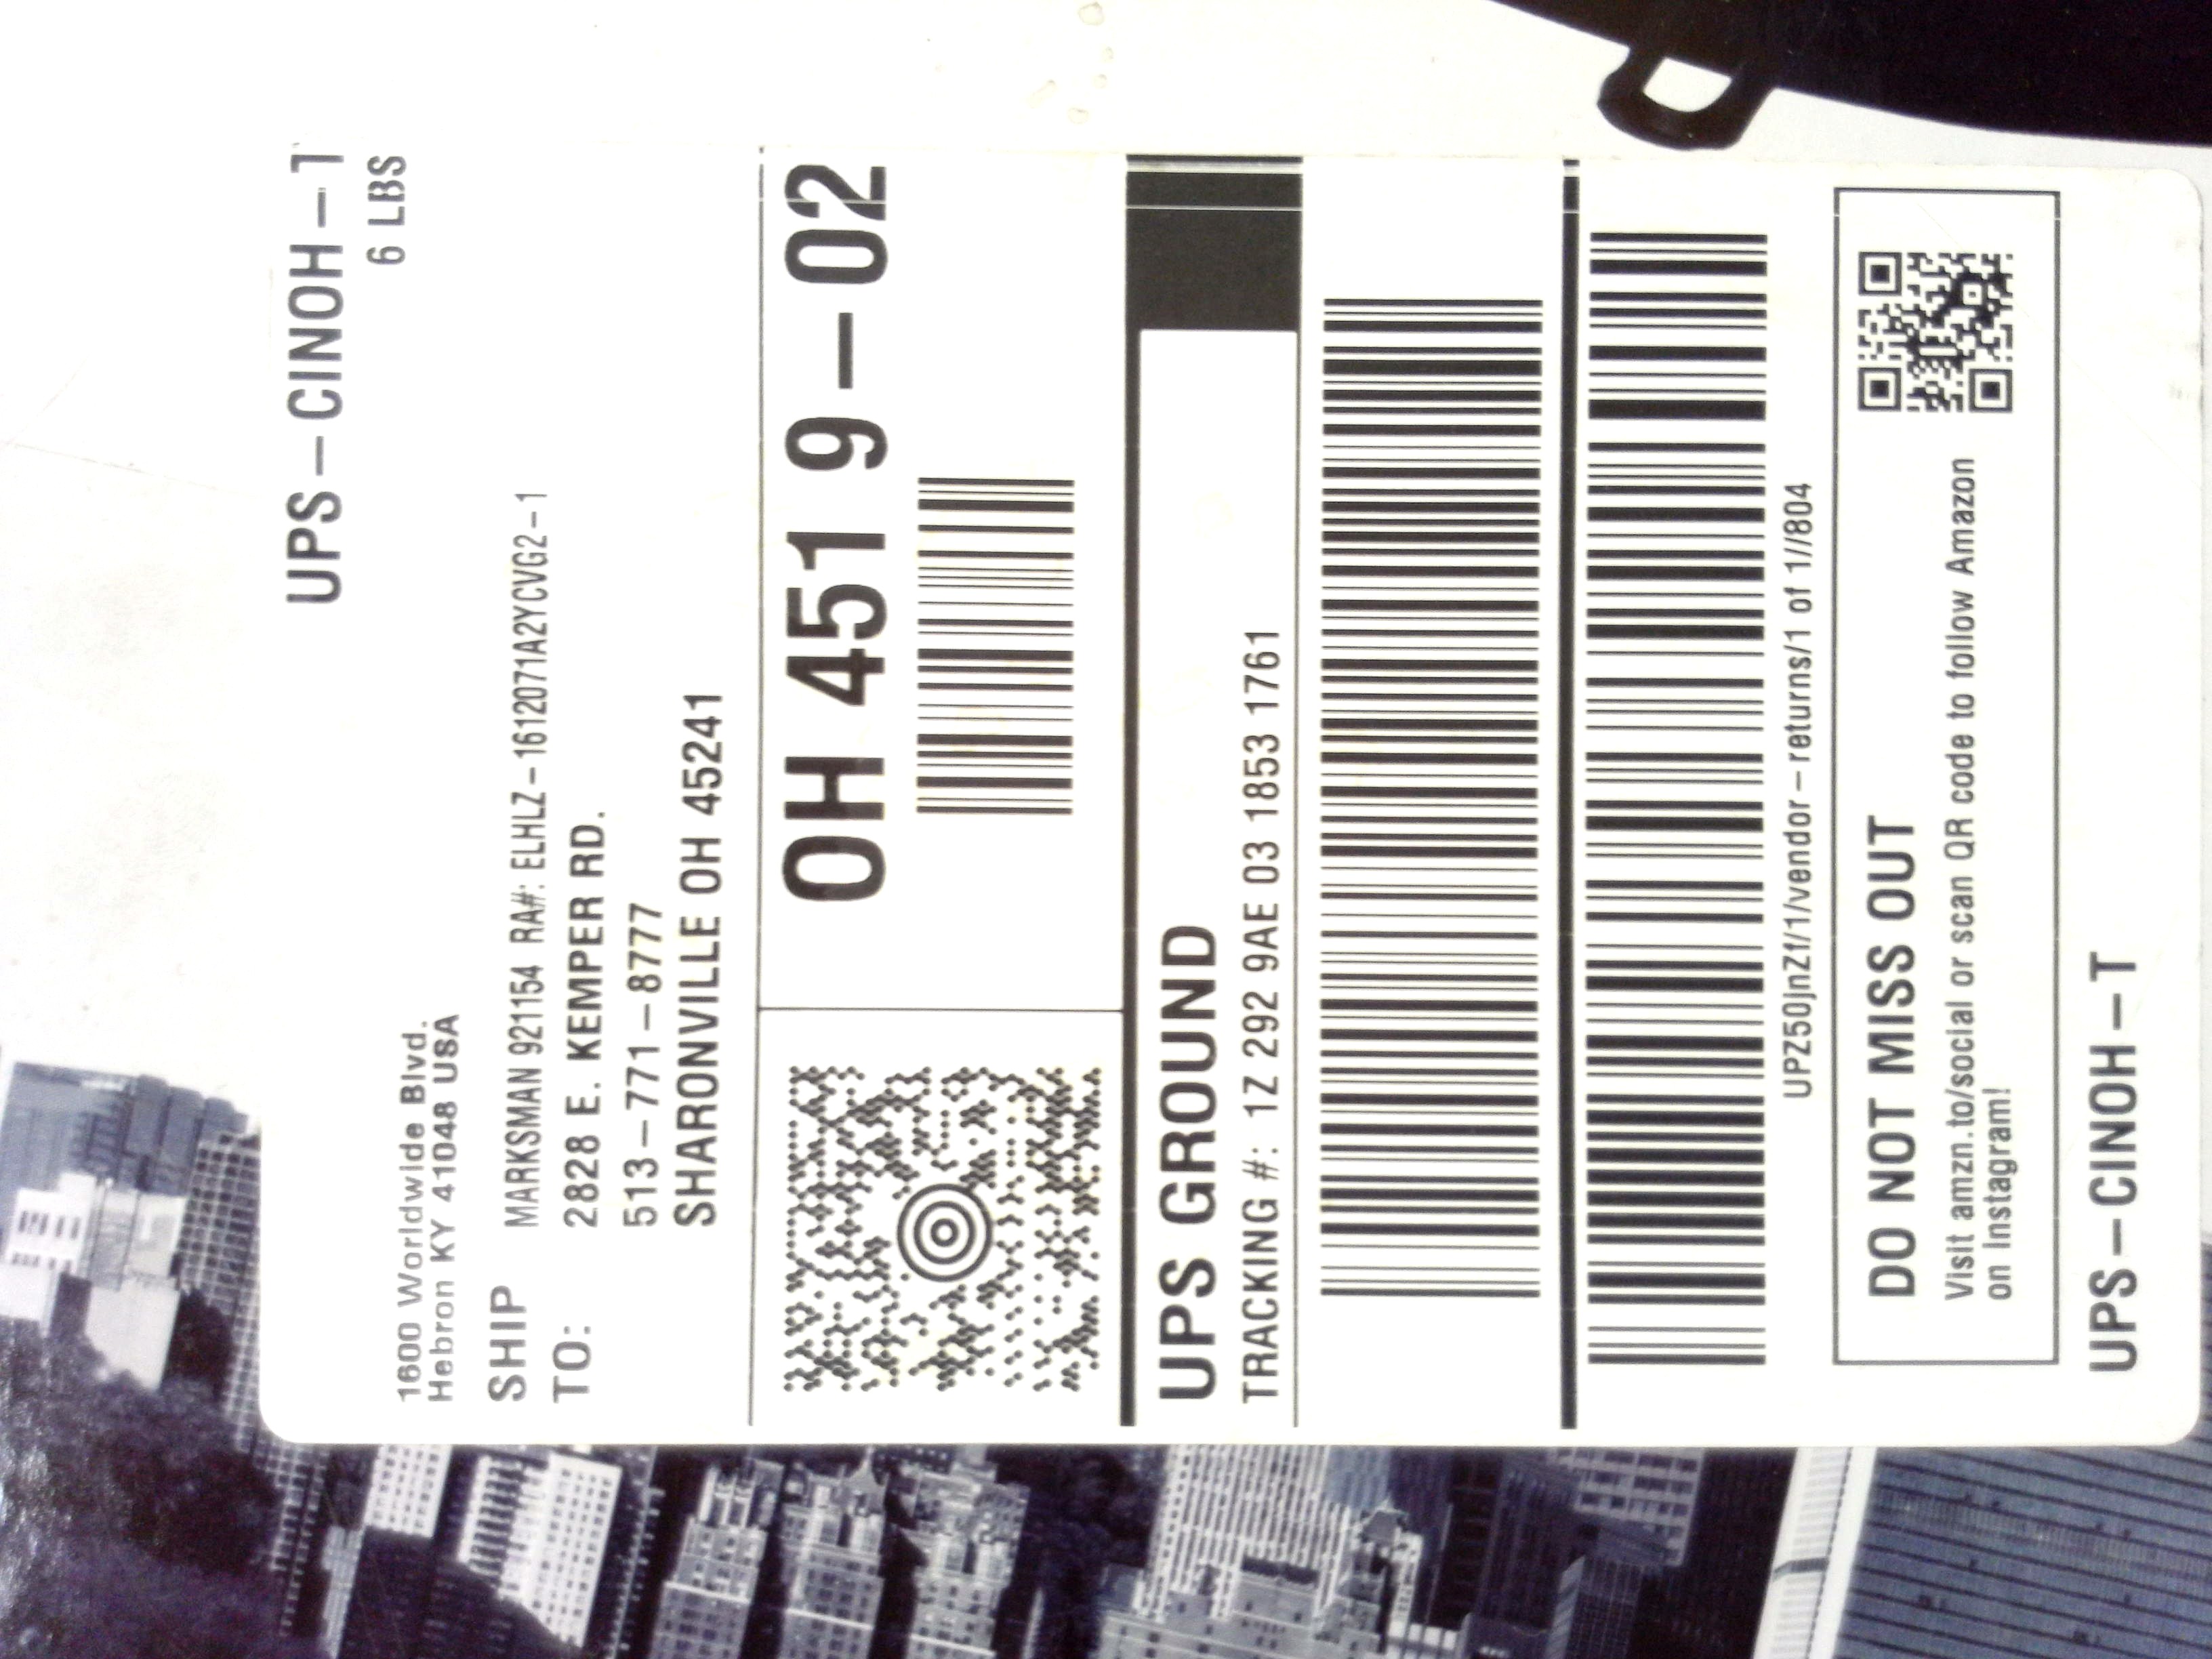 UPS-CINOH-T
6 LBS
1600 Worldwide Blvd.
Hebron KY 41048 USA
SHIP TO:
MARKSMAN 921154 RA#: ELHLZ-1612071A2YCVG2-1
2828 E. KEMPER RD.
513-771-8777
SHARONVILLE OH 45241
OH 451 9-02
UPS GROUND
TRACKING #: 1Z 292 9AE 03 1853 1761
UPZ50jnZf/1/vendor-returns/1 of 1//804
DO NOT MISS OUT
Visit amzn.to/social or scan QR code to follow Amazon
on Instagram!
UPS-CINOH-T